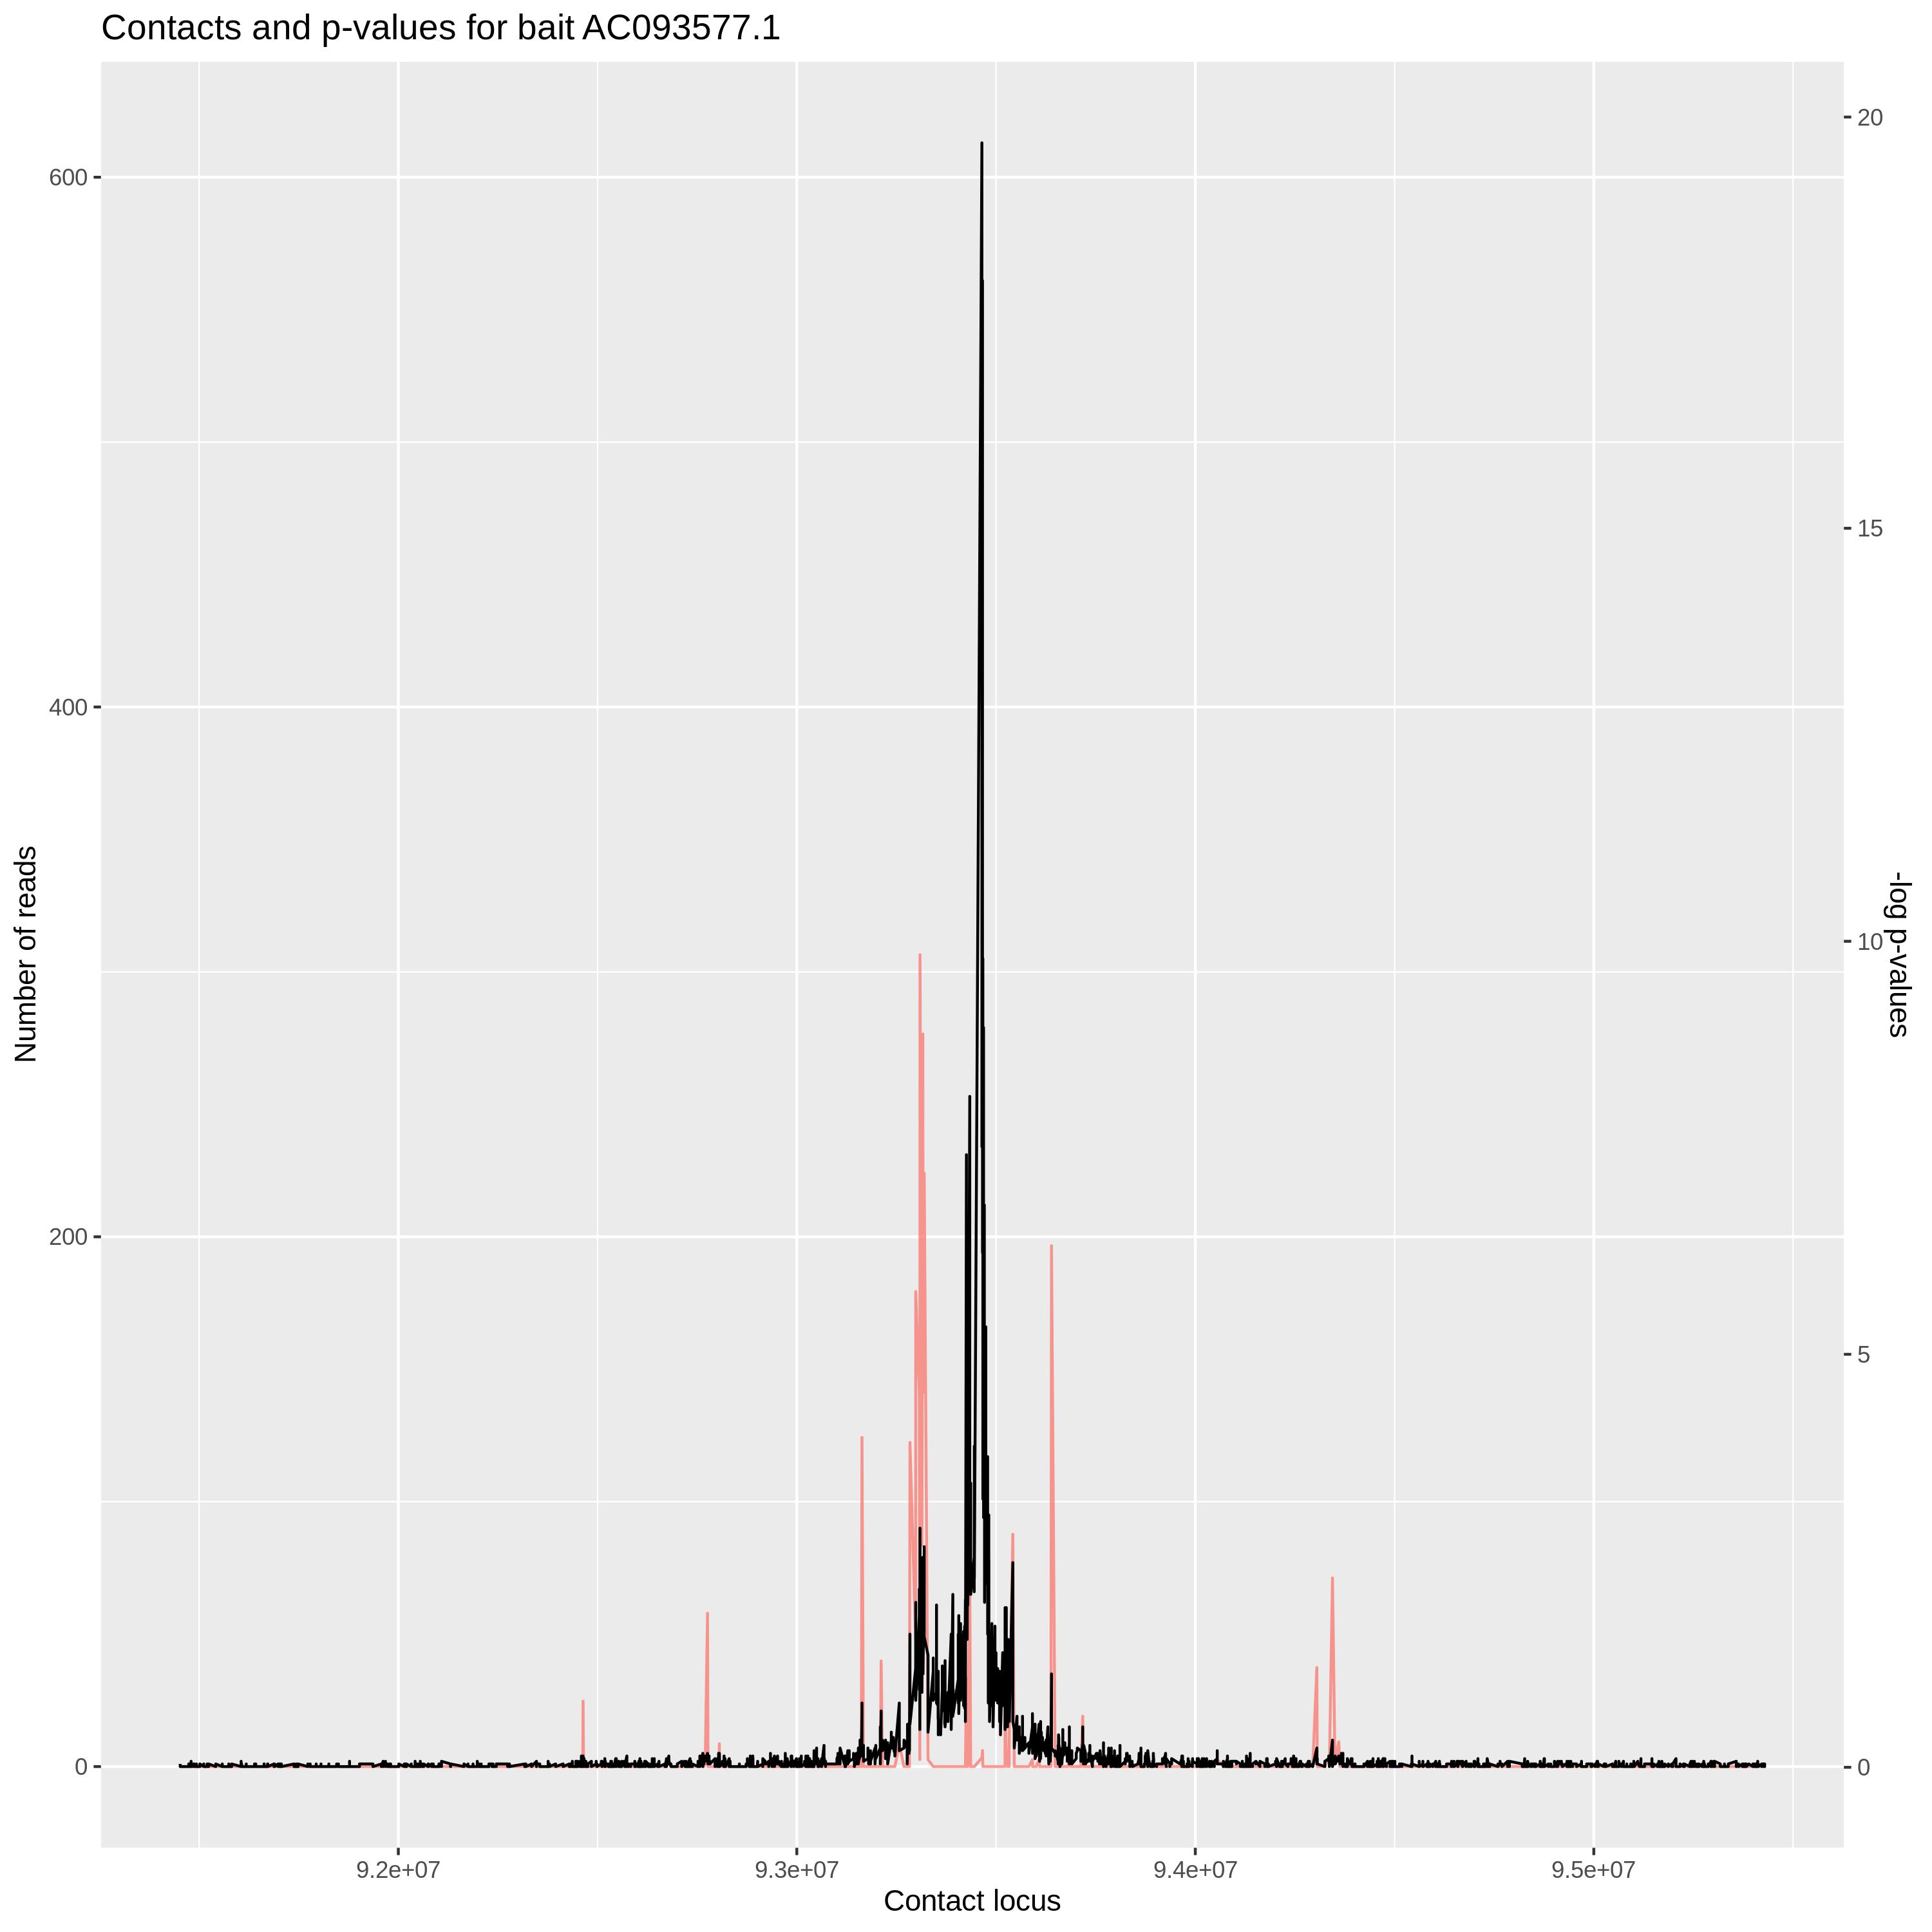 Contacts and p-values for bait AC093577.1
20
600
15
400
Number of reads
-log p-values
10
200
5
0
0
9.2e+07
9.3e+07
9.4e+07
9.5e+07
Contact locus